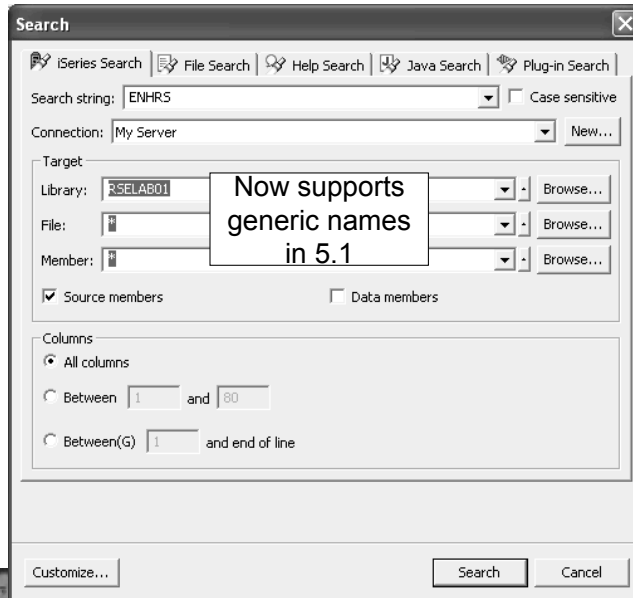 Search
iSeries Search File Search Help Search Java Search Plug-in Search
Search string: ENHRS Case sensitive
Connection: My Server New...
Target
Library: RSELAB01 Browse...
File: * Browse...
Member: * Browse...
Now supports
generic names
in 5.1
Source members Data members
Columns
All columns
Between 1 and 80
Between(G) 1 and end of line
Customize... Search Cancel